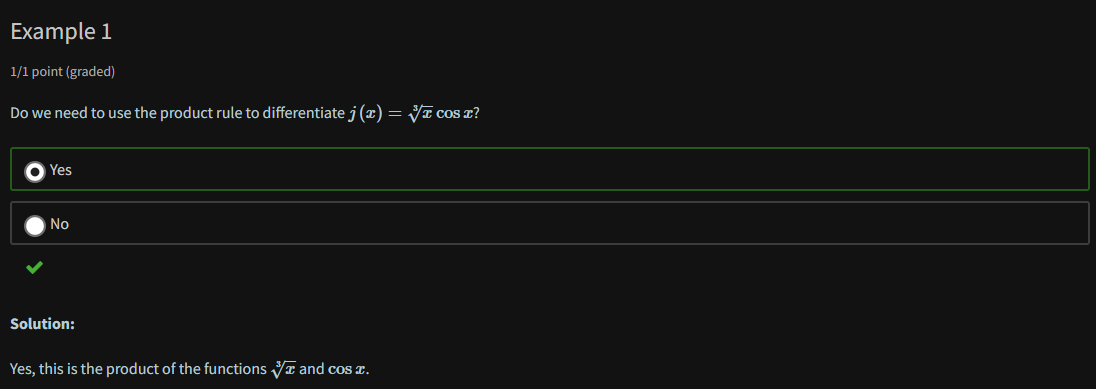 Example 1
1/1 point (graded)
Do we need to use the product rule to differentiate j(x) = ∛x cos x?
Yes
No
Solution:
Yes, this is the product of the functions ∛x and cos x.